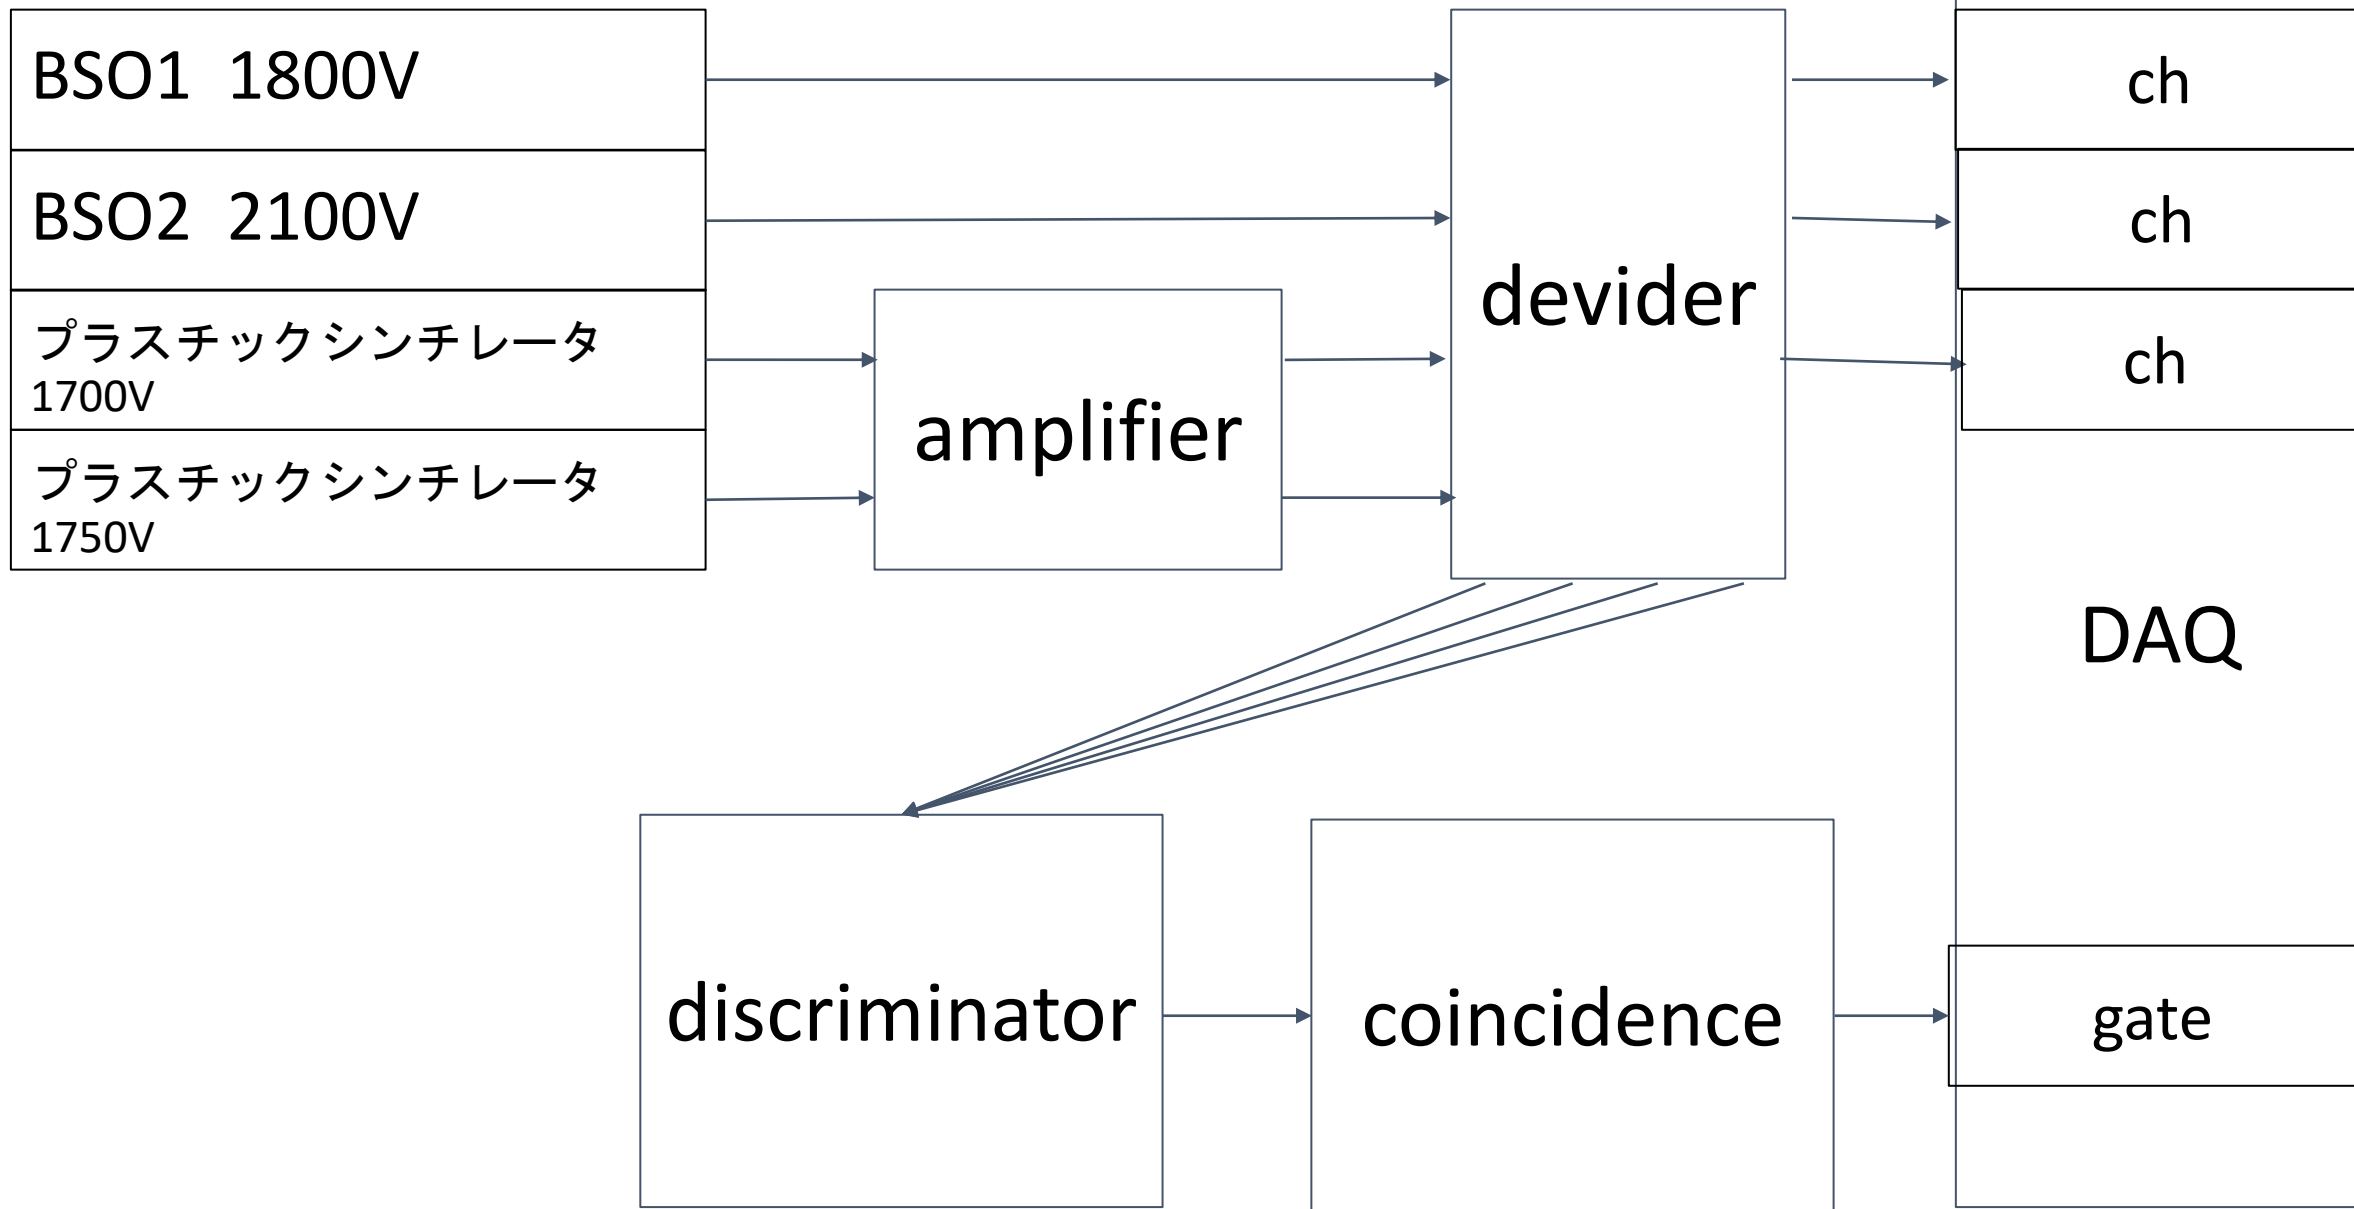 BSO1 1800V
BSO2 2100V
プラスチックシンチレータ
1700V
プラスチックシンチレータ
1750V
amplifier
devider
ch
ch
ch
DAQ
discriminator
coincidence
gate